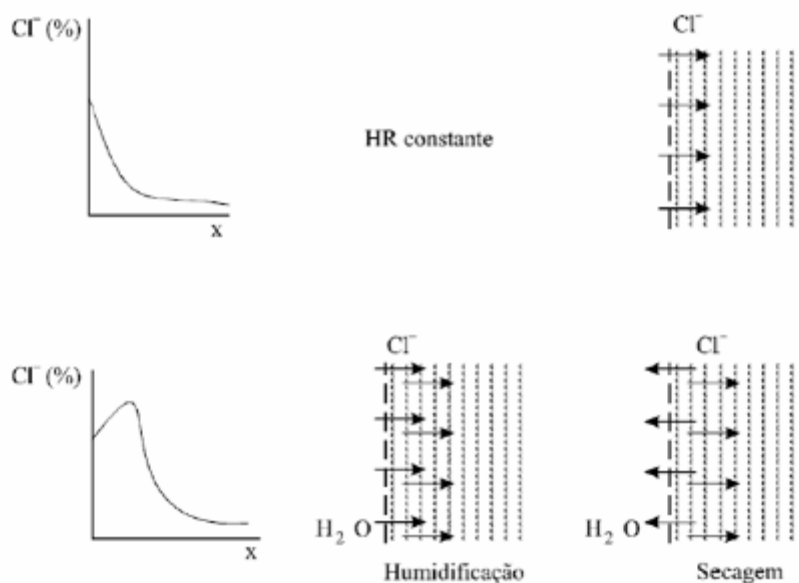 Cl⁻ (%)
x
HR constante
Cl⁻
Cl⁻ (%)
x
Cl⁻
H₂ O
Humidificação
Cl⁻
H₂ O
Secagem